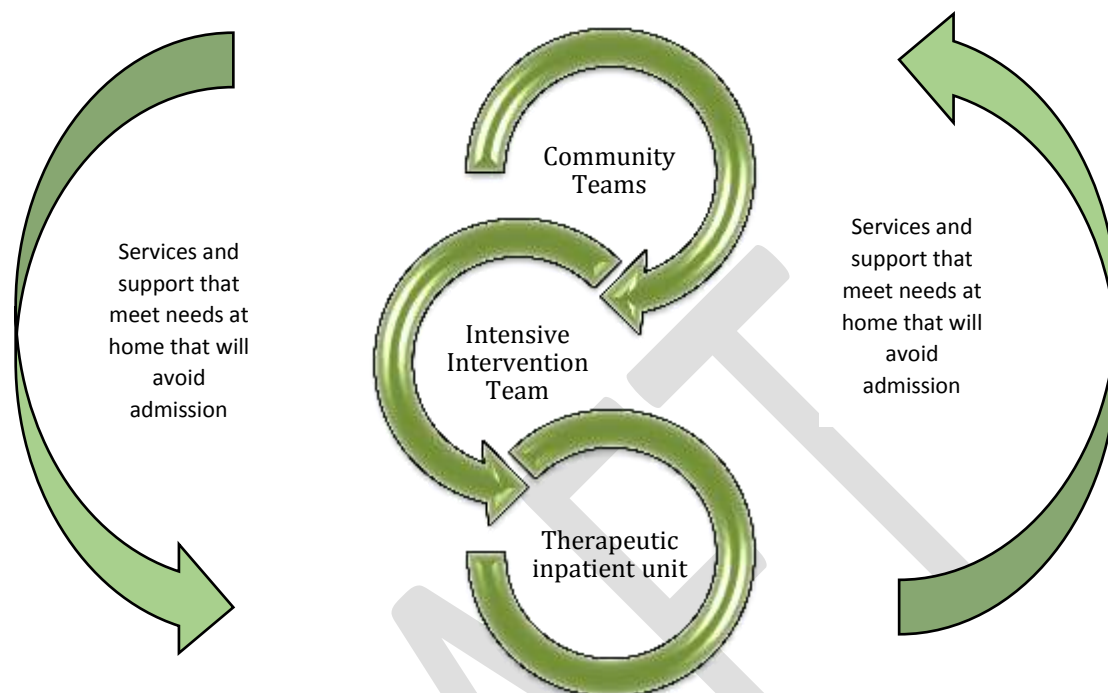 Community
Teams
Services and
support that
meet needs at
home that will
avoid
admission
Intensive
Intervention
Team
Services and
support that
meet needs at
home that will
avoid
admission
Therapeutic
inpatient unit